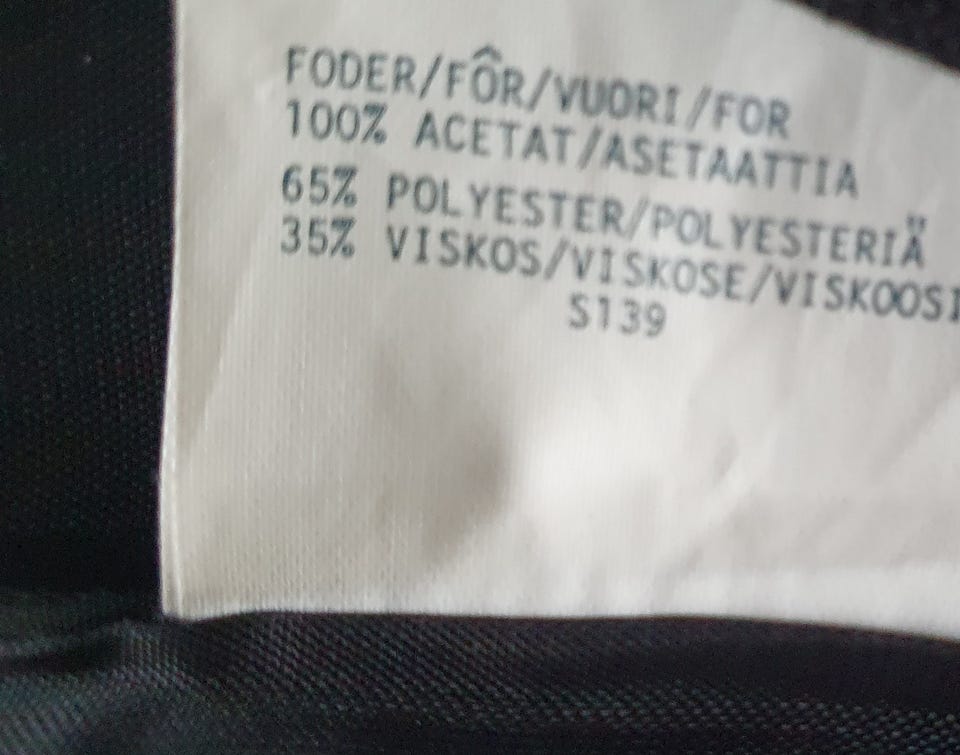 FODER/FÔR/VUORI/FOR
100% ACETAT/ASETAATTIA
65% POLYESTER/POLYESTERIÄ
35% VISKOS/VISKOSE/VISKOOSI
S139